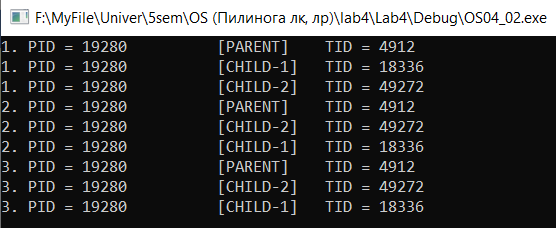 F:\MyFile\Univer\5sem\OS (Пилинога лк, лр)\lab4\Lab4\Debug\OS04_02.exe
1. PID = 19280 [PARENT] TID = 4912
1. PID = 19280 [CHILD-1] TID = 18336
1. PID = 19280 [CHILD-2] TID = 49272
2. PID = 19280 [PARENT] TID = 4912
2. PID = 19280 [CHILD-2] TID = 49272
2. PID = 19280 [CHILD-1] TID = 18336
3. PID = 19280 [PARENT] TID = 4912
3. PID = 19280 [CHILD-2] TID = 49272
3. PID = 19280 [CHILD-1] TID = 18336